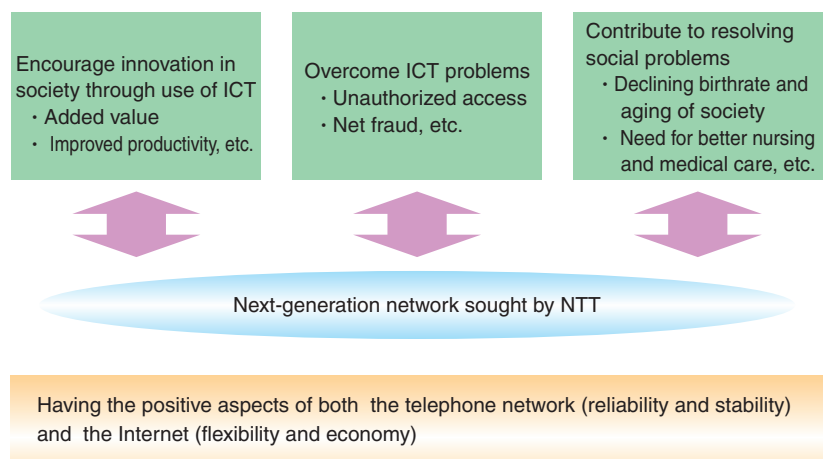 Encourage innovation in
society through use of ICT
・Added value
・Improved productivity, etc.
Overcome ICT problems
・Unauthorized access
・Net fraud, etc.
Contribute to resolving
social problems
・Declining birthrate and
aging of society
・Need for better nursing
and medical care, etc.
Next-generation network sought by NTT
Having the positive aspects of both the telephone network (reliability and stability)
and the Internet (flexibility and economy)